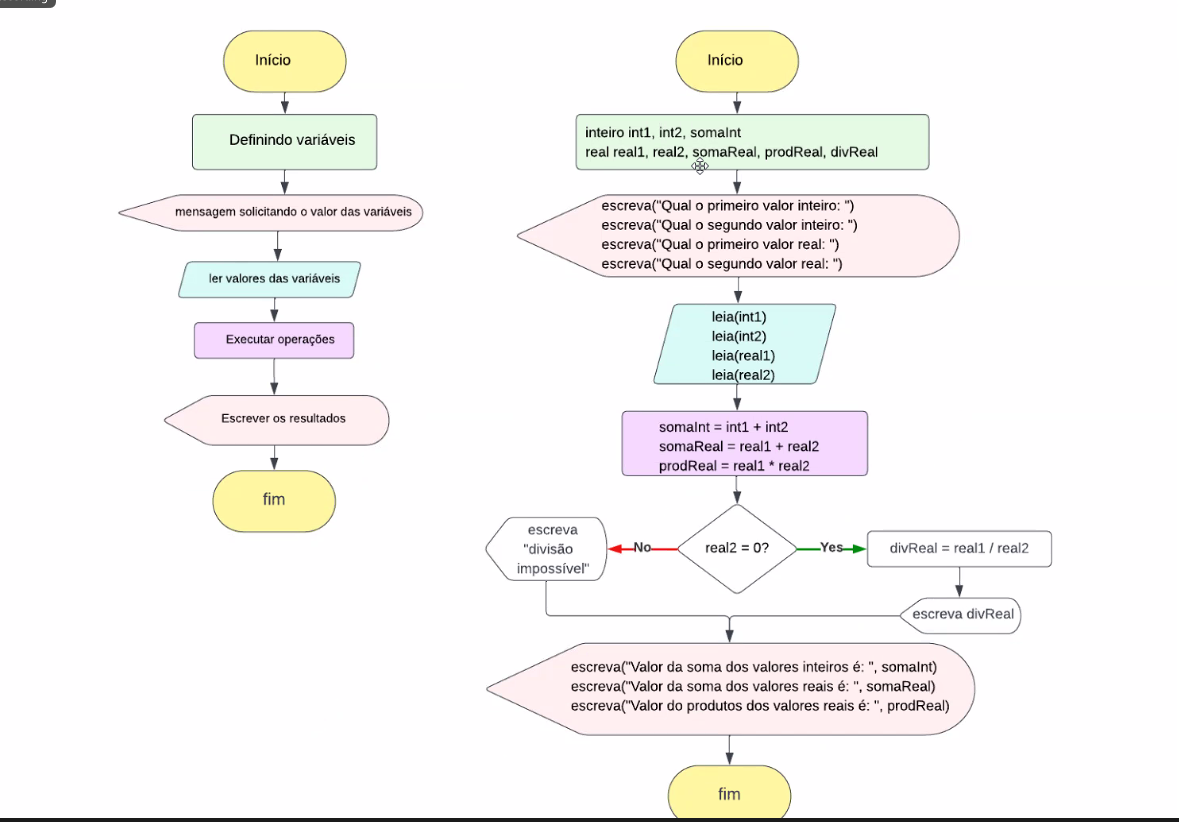 Início
Definindo variáveis
mensagem solicitando o valor das variáveis
ler valores das variáveis
Executar operações
Escrever os resultados
fim
Início
inteiro int1, int2, somaInt
real real1, real2, somaReal, prodReal, divReal
escreva("Qual o primeiro valor inteiro: ")
escreva("Qual o segundo valor inteiro: ")
escreva("Qual o primeiro valor real: ")
escreva("Qual o segundo valor real: ")
leia(int1)
leia(int2)
leia(real1)
leia(real2)
somaInt = int1 + int2
somaReal = real1 + real2
prodReal = real1 * real2
real2 = 0?
No
escreva
"divisão
impossível"
Yes
divReal = real1 / real2
escreva divReal
escreva("Valor da soma dos valores inteiros é: ", somaInt)
escreva("Valor da soma dos valores reais é: ", somaReal)
escreva("Valor do produtos dos valores reais é: ", prodReal)
fim